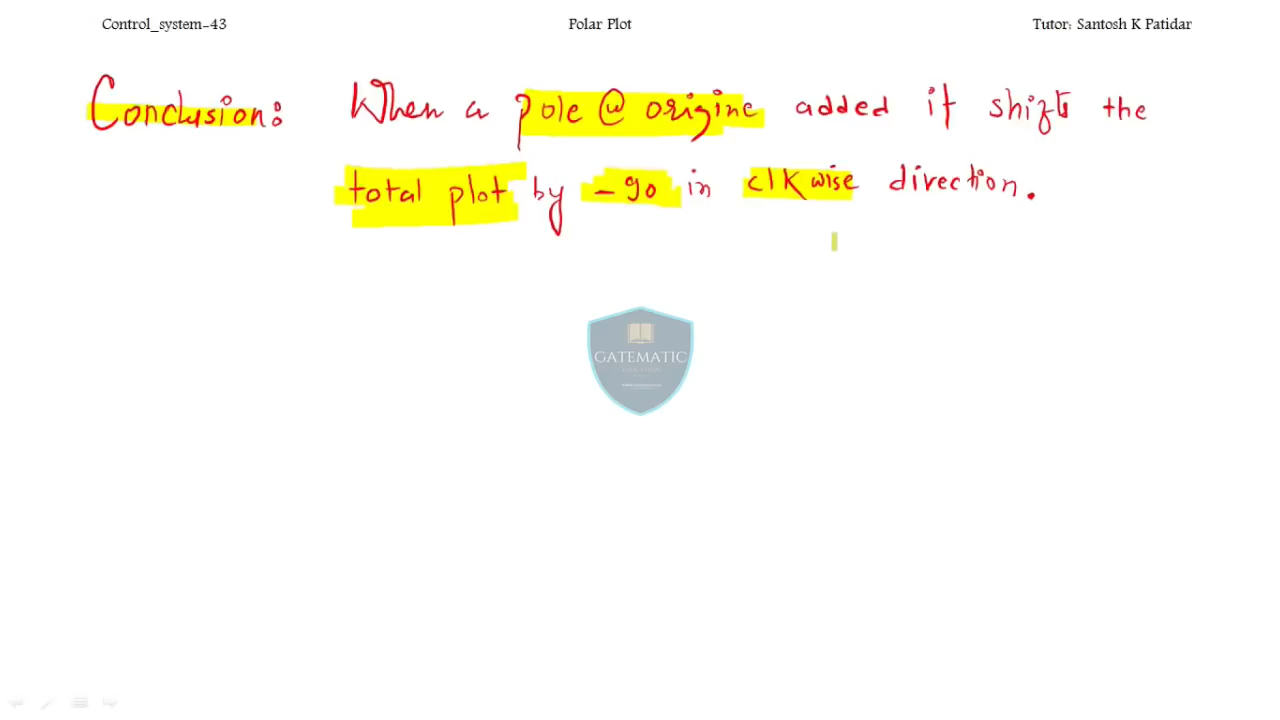 Control_system-43 Polar Plot Tutor: Santosh K Patidar
Conclusion: When a pole @ origine added it shifts the
total plot by -90 in clkwise direction.
GATEMATIC